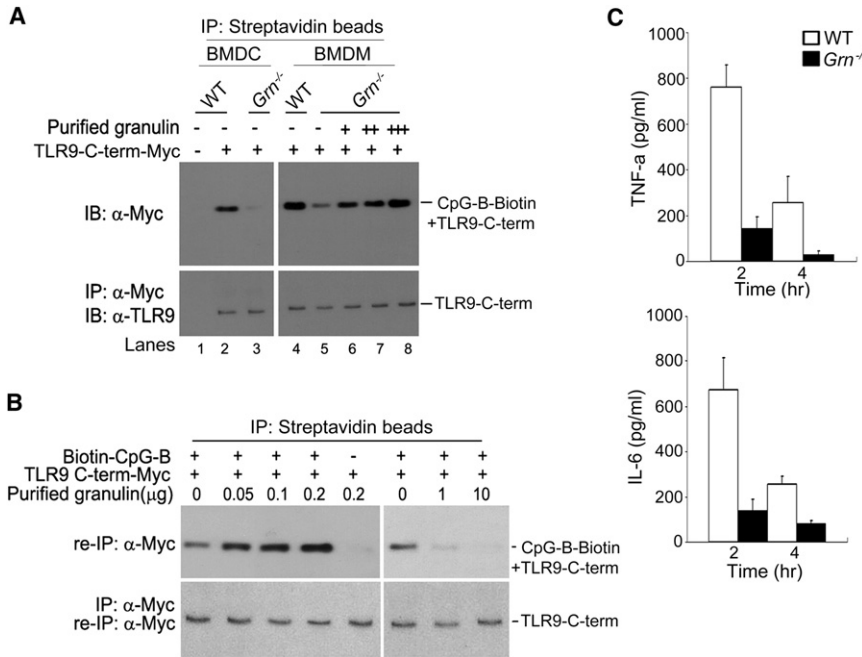 A
IP: Streptavidin beads
BMDC BMDM
WT Grn-/- WT Grn-/-
Purified granulin - - - - - + ++ +++
TLR9-C-term-Myc - + + + + + + +
IB: α-Myc
CpG-B-Biotin
+TLR9-C-term
IP: α-Myc
IB: α-TLR9
TLR9-C-term
Lanes 1 2 3 4 5 6 7 8
B
IP: Streptavidin beads
Biotin-CpG-B + + + + - + + +
TLR9 C-term-Myc + + + + + + + +
Purified granulin(μg) 0 0.05 0.1 0.2 0.2 0 1 10
re-IP: α-Myc
- CpG-B-Biotin
+TLR9-C-term
IP: α-Myc
re-IP: α-Myc
TLR9-C-term
C
WT
Grn-/-
1000
800
600
400
200
0
TNF-a (pg/ml)
2 4
Time (hr)
1000
800
600
400
200
0
IL-6 (pg/ml)
2 4
Time (hr)